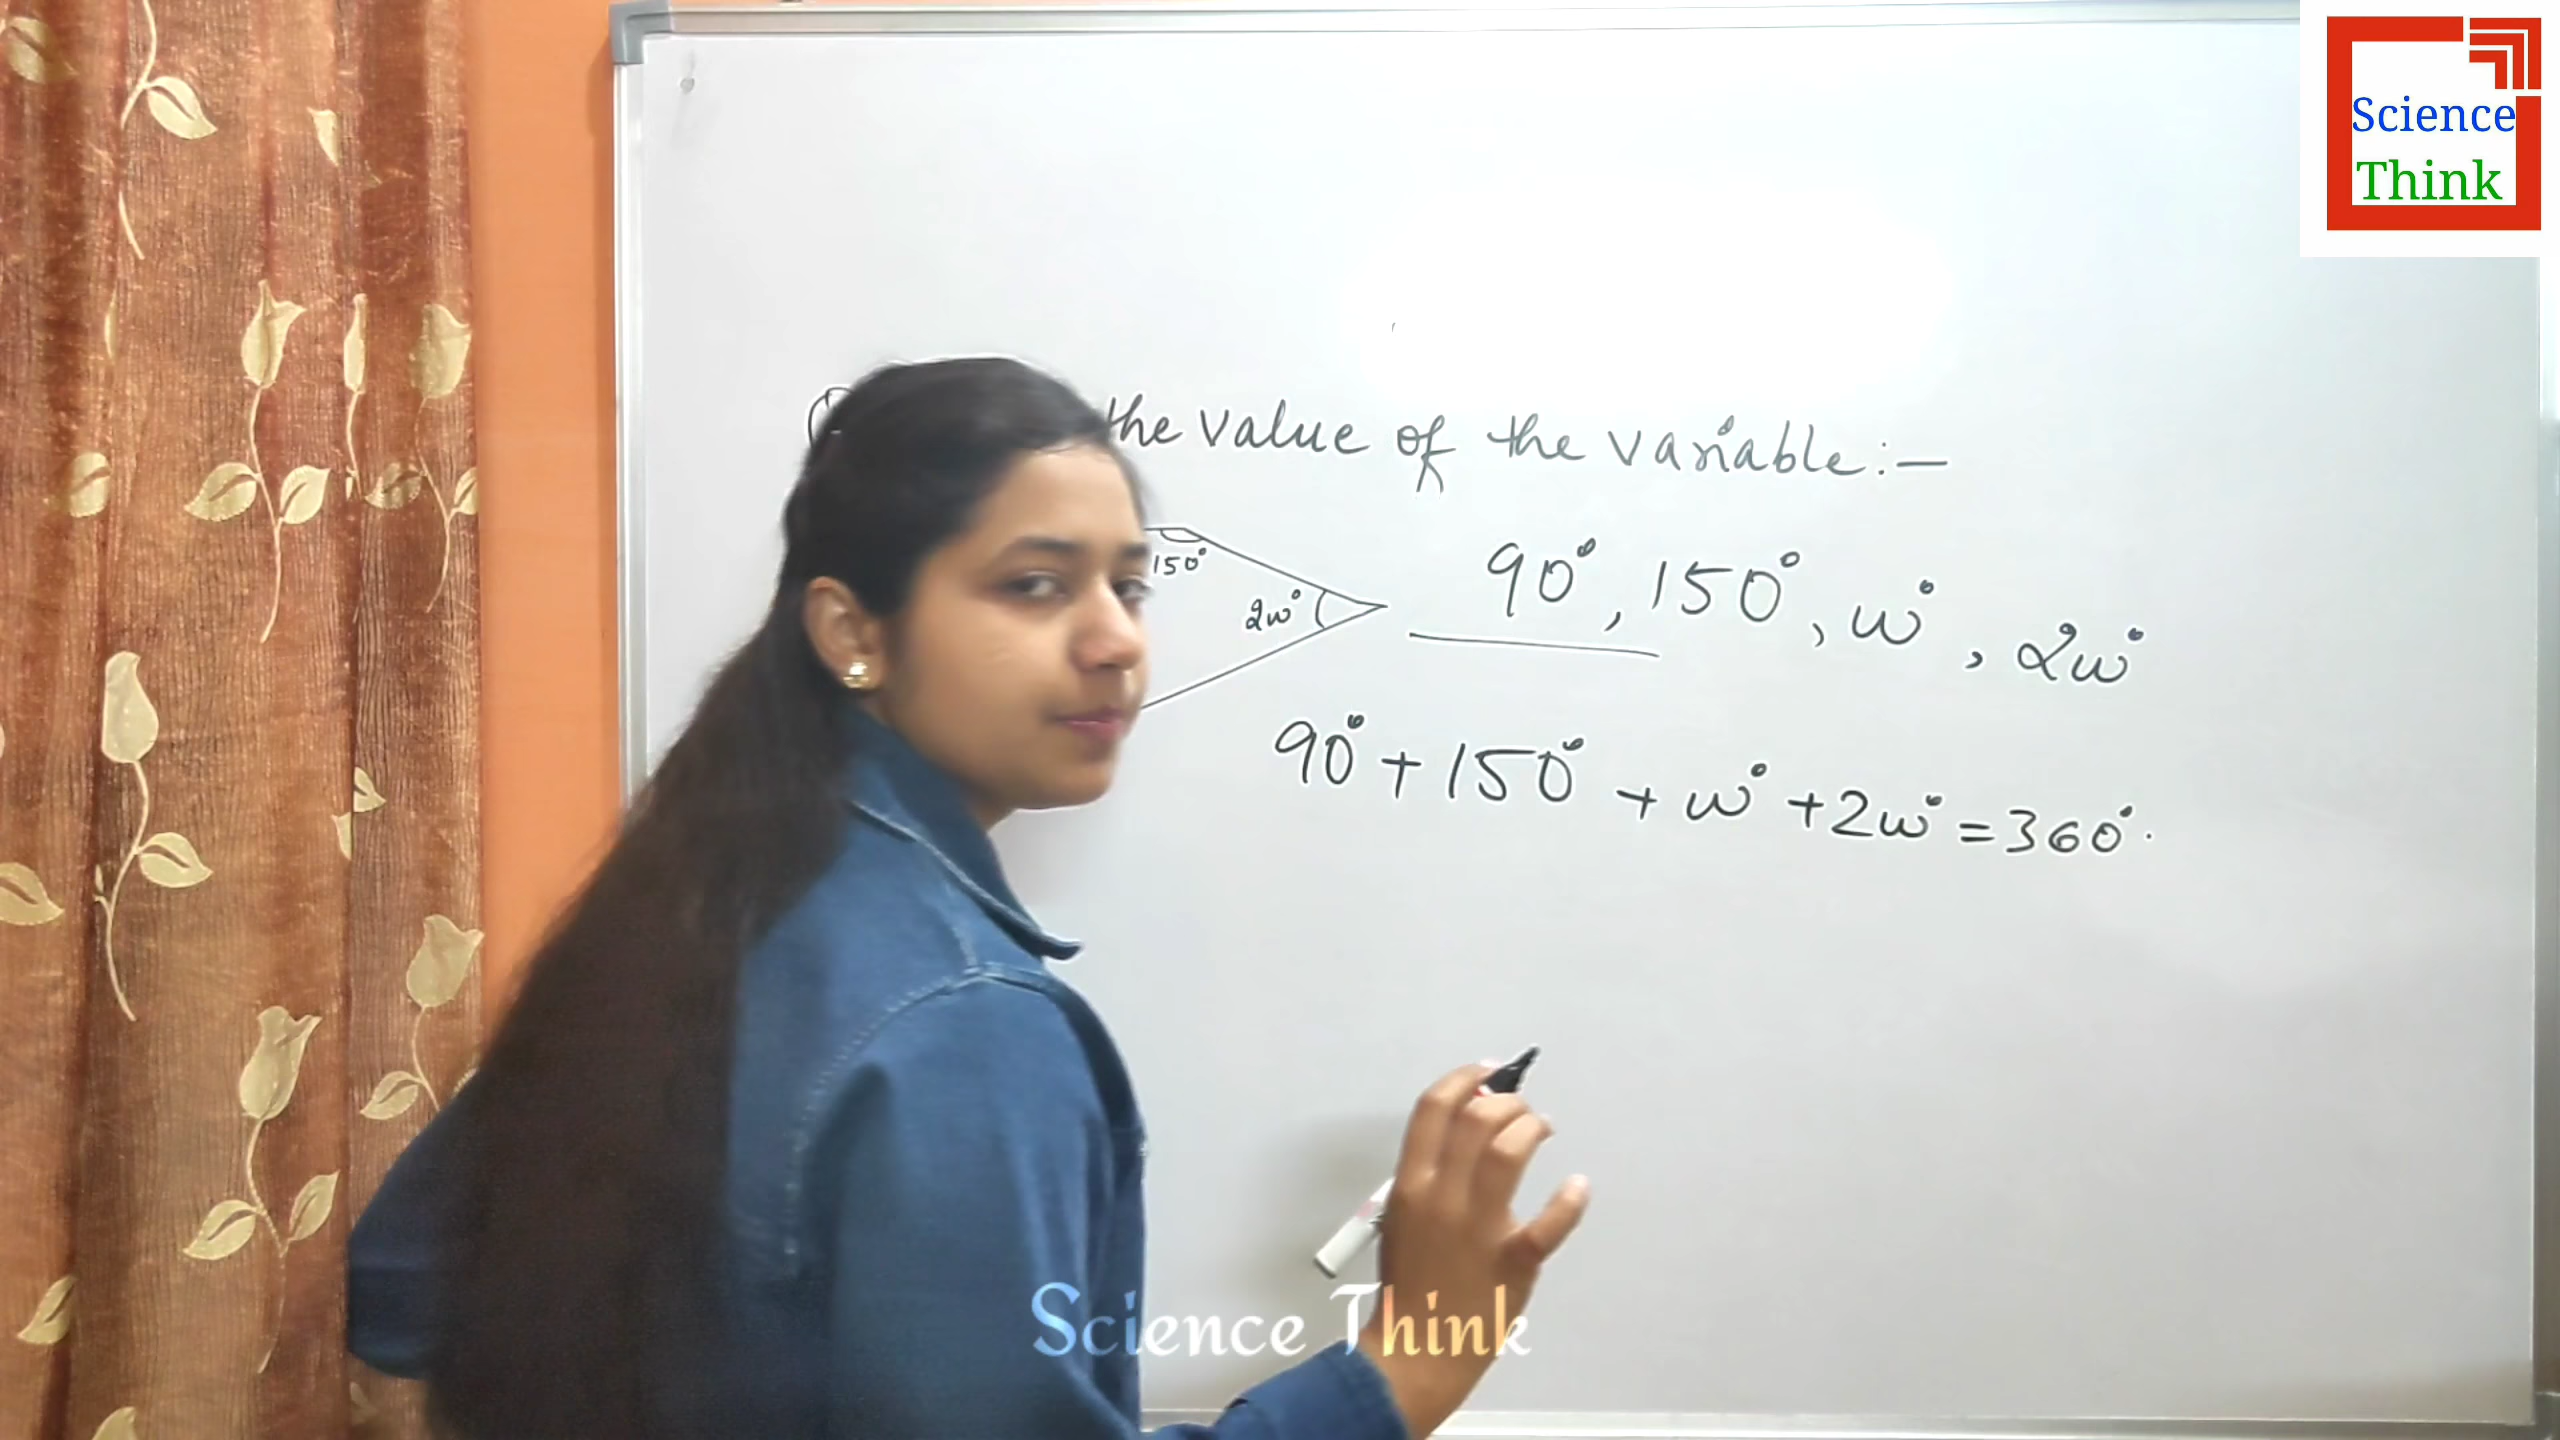 Science
Think
the value of the variable:—
150°
2w°
90°, 150°, w°, 2w°
90° + 150° + w° + 2w° = 360°.
Science Think